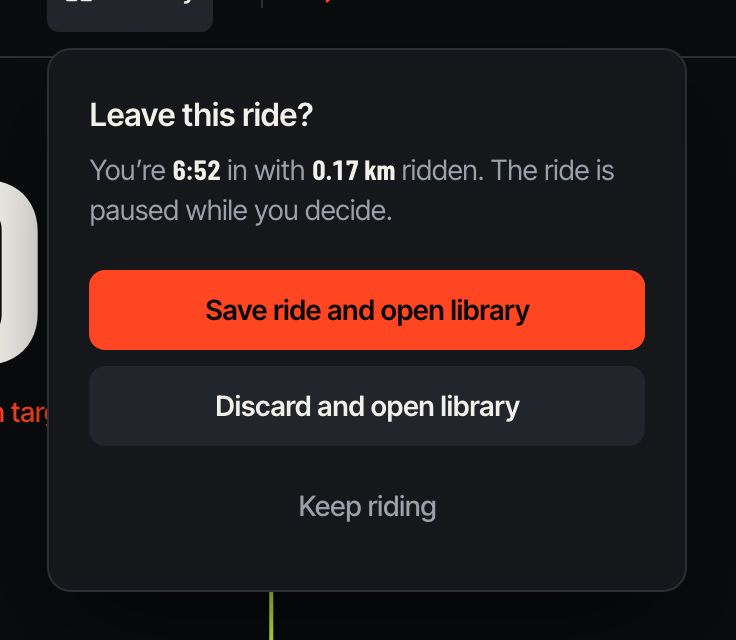 Leave this ride?
You’re 6:52 in with 0.17 km ridden. The ride is
paused while you decide.
Save ride and open library
Discard and open library
Keep riding